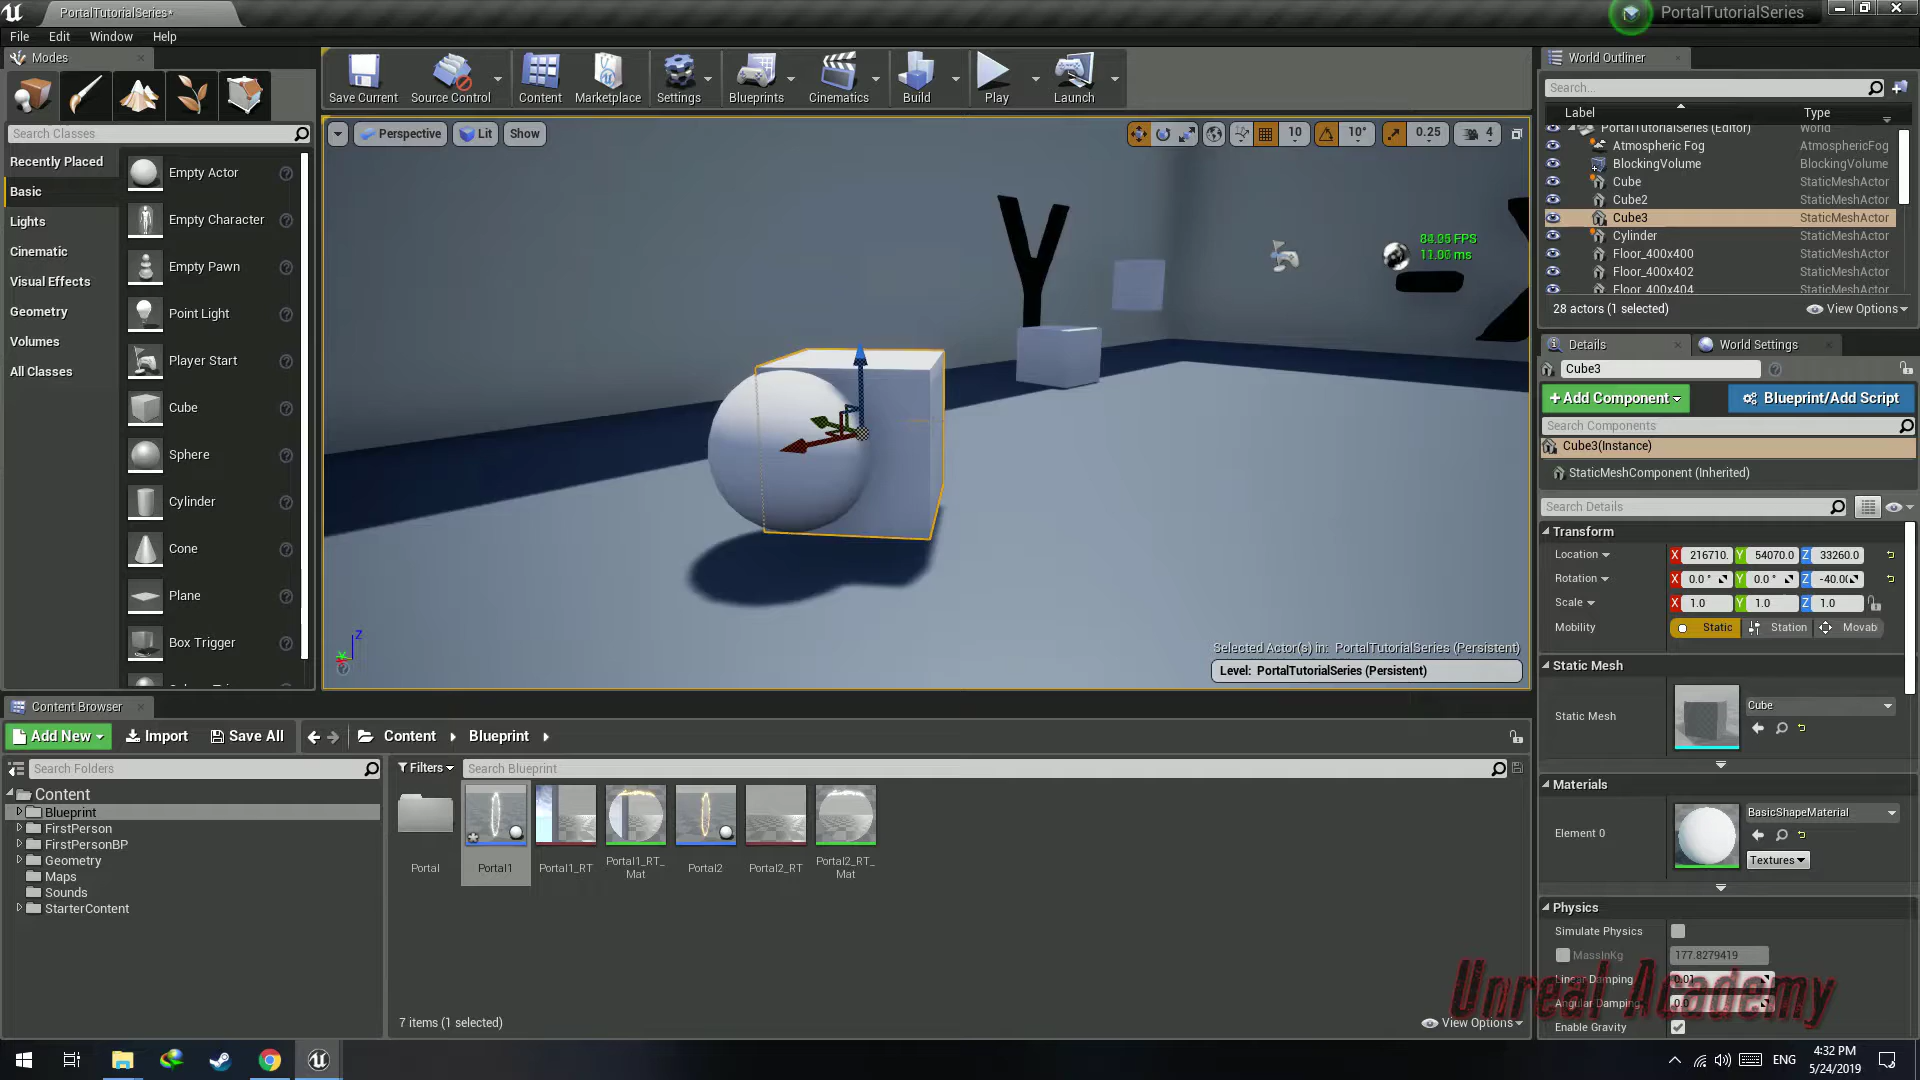 PortalTutorialSeries*
PortalTutorialSeries
File Edit Window Help
Modes
Save Current
Source Control
Content
Marketplace
Settings
Blueprints
Cinematics
Build
Play
Launch
Search Classes
Recently Placed
Basic
Lights
Cinematic
Visual Effects
Geometry
Volumes
All Classes
Empty Actor
Empty Character
Empty Pawn
Point Light
Player Start
Cube
Sphere
Cylinder
Cone
Plane
Box Trigger
Perspective
Lit
Show
10
10°
0.25
4
84.05 FPS
11.00 ms
Y
Z
Selected Actor(s) in: PortalTutorialSeries (Persistent)
Level: PortalTutorialSeries (Persistent)
World Outliner
Search...
Label Type
PortalTutorialSeries (Editor) World
Atmospheric Fog AtmosphericFog
BlockingVolume BlockingVolume
Cube StaticMeshActor
Cube2 StaticMeshActor
Cube3 StaticMeshActor
Cylinder StaticMeshActor
Floor_400x400 StaticMeshActor
Floor_400x402 StaticMeshActor
Floor_400x404 StaticMeshActor
28 actors (1 selected)
View Options
Details
World Settings
Cube3
+Add Component
Blueprint/Add Script
Search Components
Cube3(Instance)
StaticMeshComponent (Inherited)
Search Details
Transform
Location X 216710. Y 54070.0 Z 33260.0
Rotation X 0.0° Y 0.0° Z -40.0(
Scale X 1.0 Y 1.0 Z 1.0
Mobility Static Station Movab
Static Mesh
Static Mesh
Cube
Materials
Element 0
BasicShapeMaterial
Textures
Physics
Simulate Physics
MassInKg 177.8279419
Linear Damping 0.01
Angular Damping 0.0
Enable Gravity
Unreal Academy
Content Browser
Add New
Import
Save All
Content
Blueprint
Search Folders
Filters
Search Blueprint
Content
Blueprint
FirstPerson
FirstPersonBP
Geometry
Maps
Sounds
StarterContent
Portal
Portal1
Portal1_RT
Portal1_RT_
Mat
Portal2
Portal2_RT
Portal2_RT_
Mat
7 items (1 selected)
View Options
ENG
4:32 PM
5/24/2019